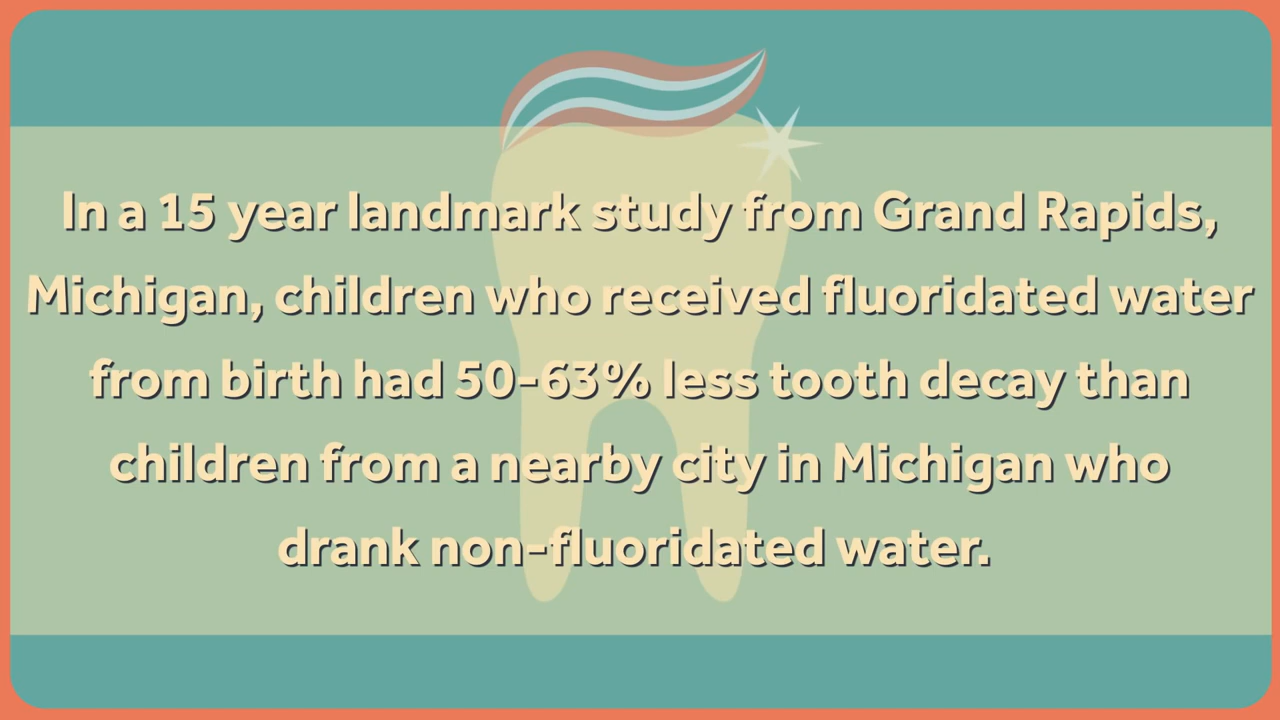 In a 15 year landmark study from Grand Rapids,
Michigan, children who received fluoridated water
from birth had 50-63% less tooth decay than
children from a nearby city in Michigan who
drank non-fluoridated water.